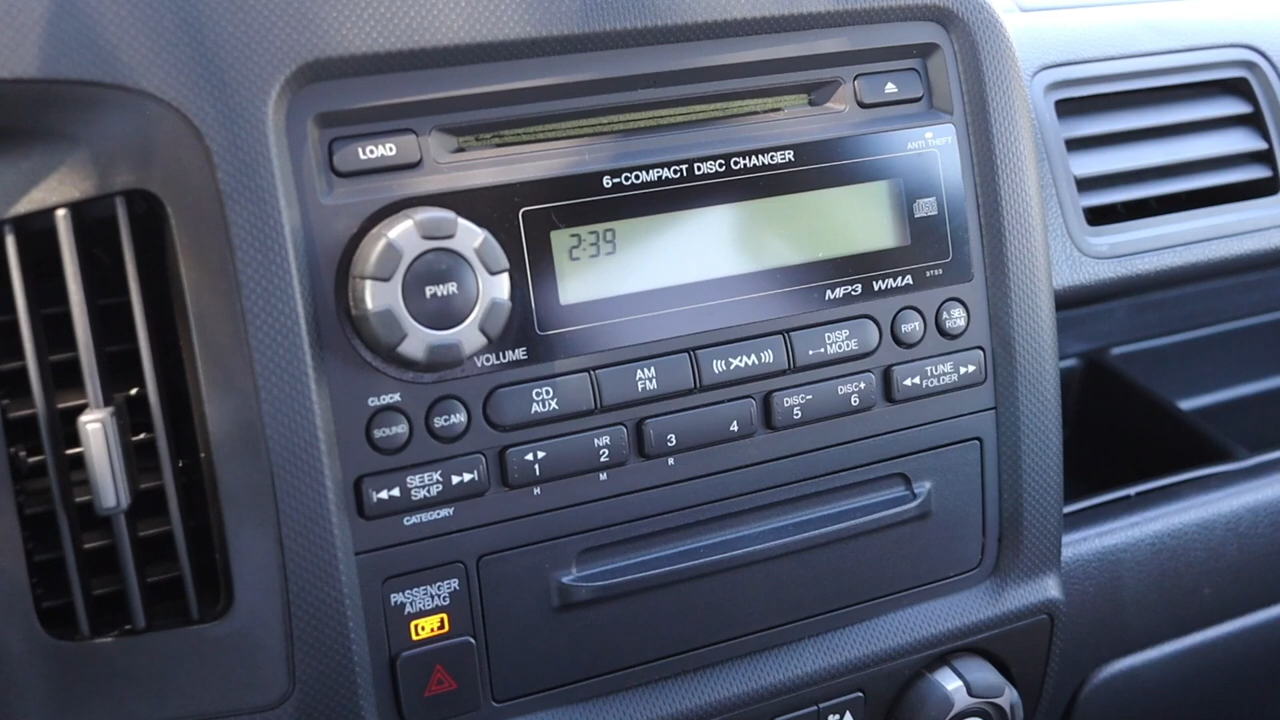 LOAD
6-COMPACT DISC CHANGER
ANTI THEFT
2:39
disc
PWR
VOLUME
MP3 WMA
3TS3
CD
AUX
AM
FM
XM
DISP
MODE
RPT
A.SEL
RDM
CLOCK
SOUND
SCAN
1
NR
2
3
4
DISC-
5
DISC+
6
TUNE
FOLDER
H
M
R
SEEK
SKIP
CATEGORY
PASSENGER
AIRBAG
OFF